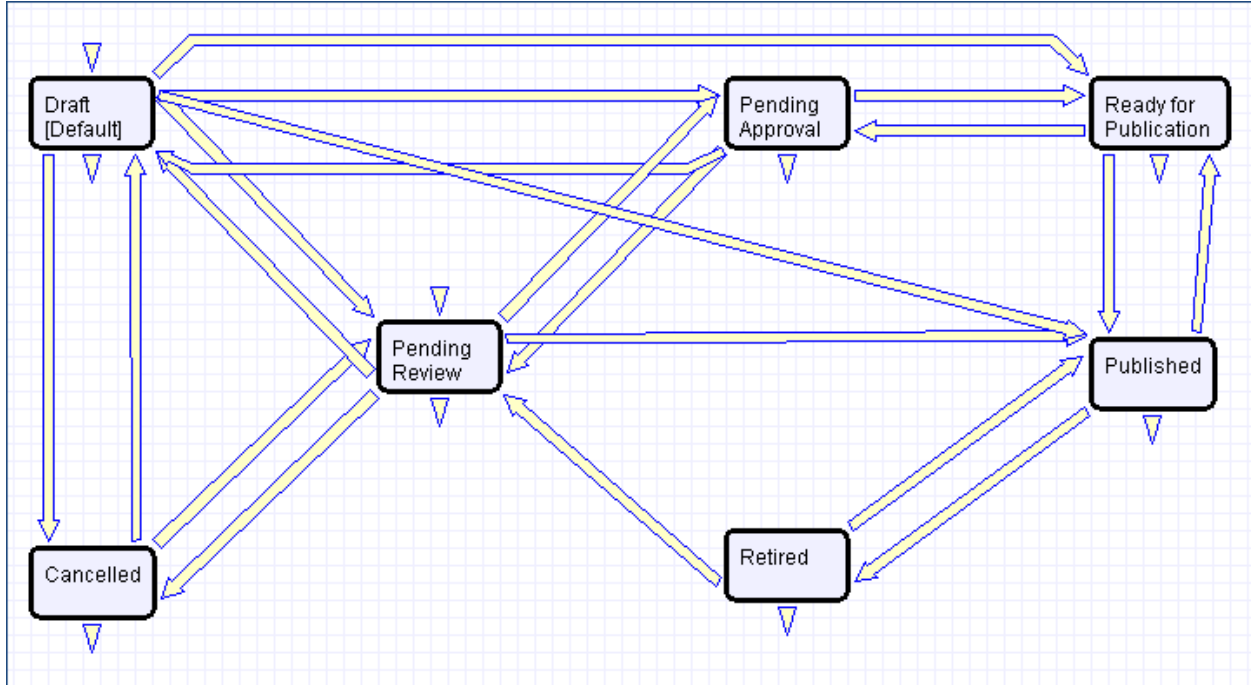 Draft
[Default]
Pending
Approval
Ready for
Publication
Pending
Review
Published
Cancelled
Retired